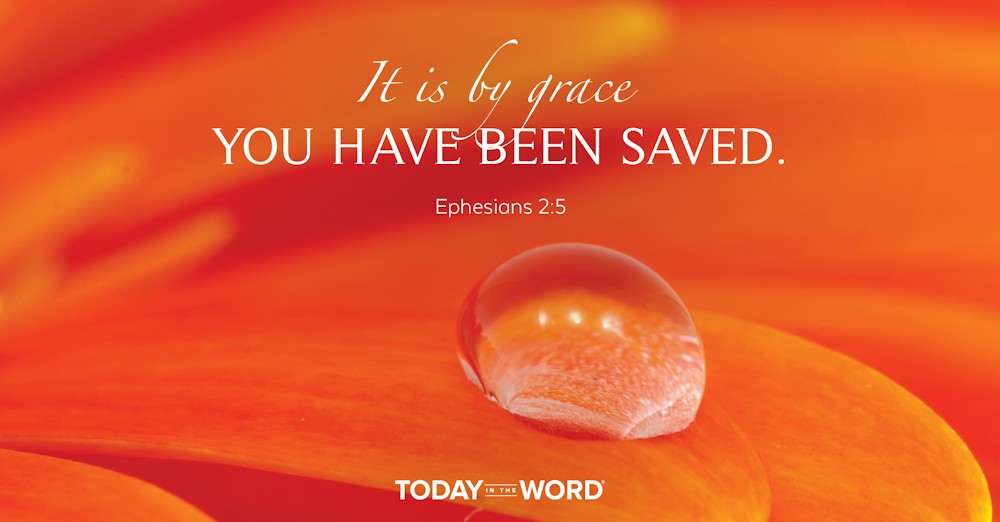 It is by grace
YOU HAVE BEEN SAVED.
Ephesians 2:5
TODAY IN THE WORD®